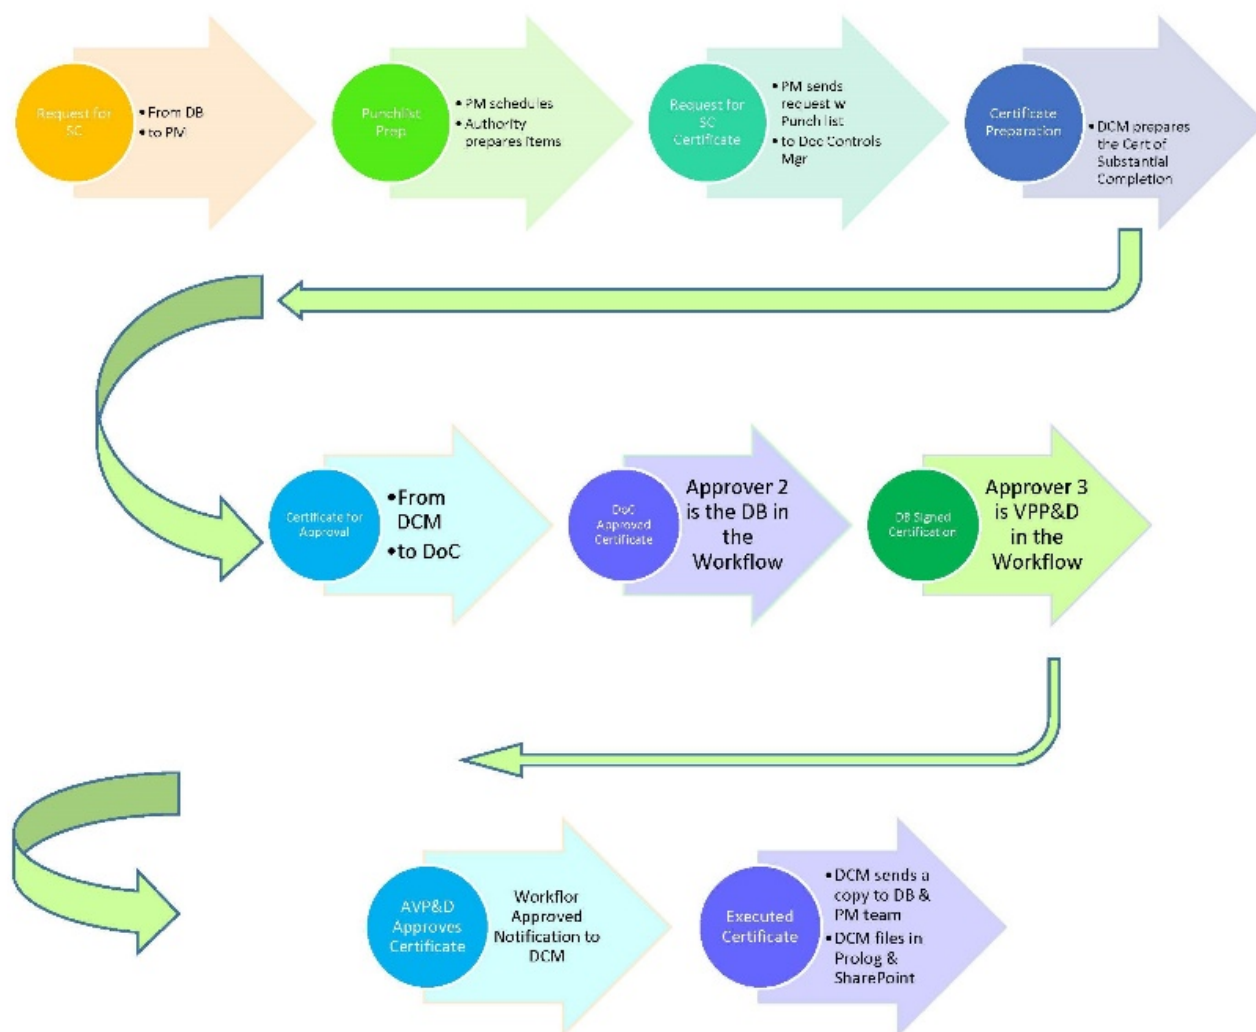 Request for
SC
• From DB
• to PM
Punchlist
Prep
• PM schedules
• Authority
prepares items
Request for
SC
Certificate
• PM sends
request w
Punch list
• to Doc Controls
Mgr
Certificate
Preparation
• DCM prepares
the Cert of
Substantial
Completion
Certificate for
Approval
•From
DCM
•to DoC
DoC
Approved
Certificate
Approver 2
is the DB in
the
Workflow
DB Signed
Certification
Approver 3
is VPP&D
in the
Workflow
AVP&D
Approves
Certificate
Workflor
Approved
Notification to
DCM
Executed
Certificate
• DCM sends a
copy to DB &
PM team
• DCM files in
Prolog &
SharePoint